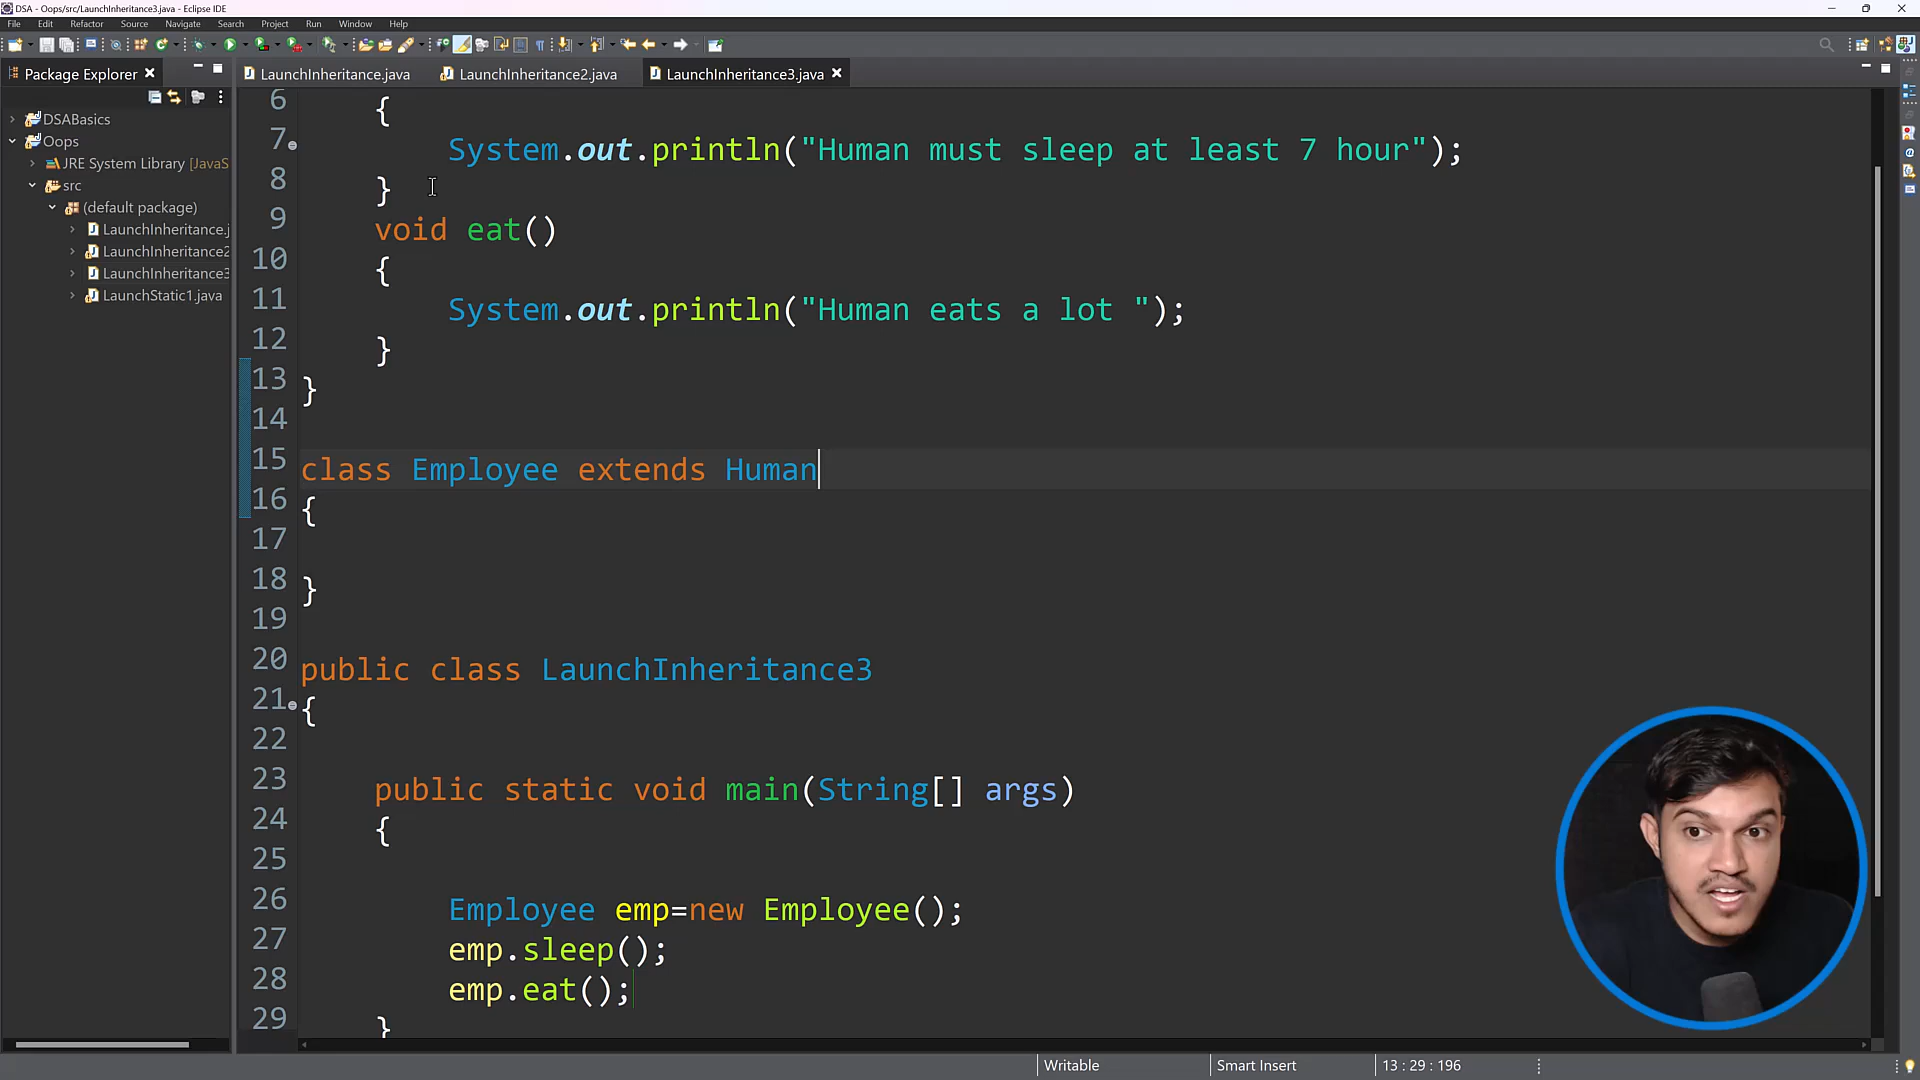 DSA - Oops/src/LaunchInheritance3.java - Eclipse IDE
File Edit Refactor Source Navigate Search Project Run Window Help
Package Explorer
LaunchInheritance.java LaunchInheritance2.java LaunchInheritance3.java
DSABasics
Oops
JRE System Library [JavaS
src
(default package)
LaunchInheritance.j
LaunchInheritance2
LaunchInheritance3
LaunchStatic1.java
6 {
7 System.out.println("Human must sleep at least 7 hour");
8 }
9 void eat()
10 {
11 System.out.println("Human eats a lot ");
12 }
13 }
14
15 class Employee extends Human
16 {
17
18 }
19
20 public class LaunchInheritance3
21 {
22
23 public static void main(String[] args)
24 {
25
26 Employee emp=new Employee();
27 emp.sleep();
28 emp.eat();
29 }
Writable Smart Insert 13 : 29 : 196